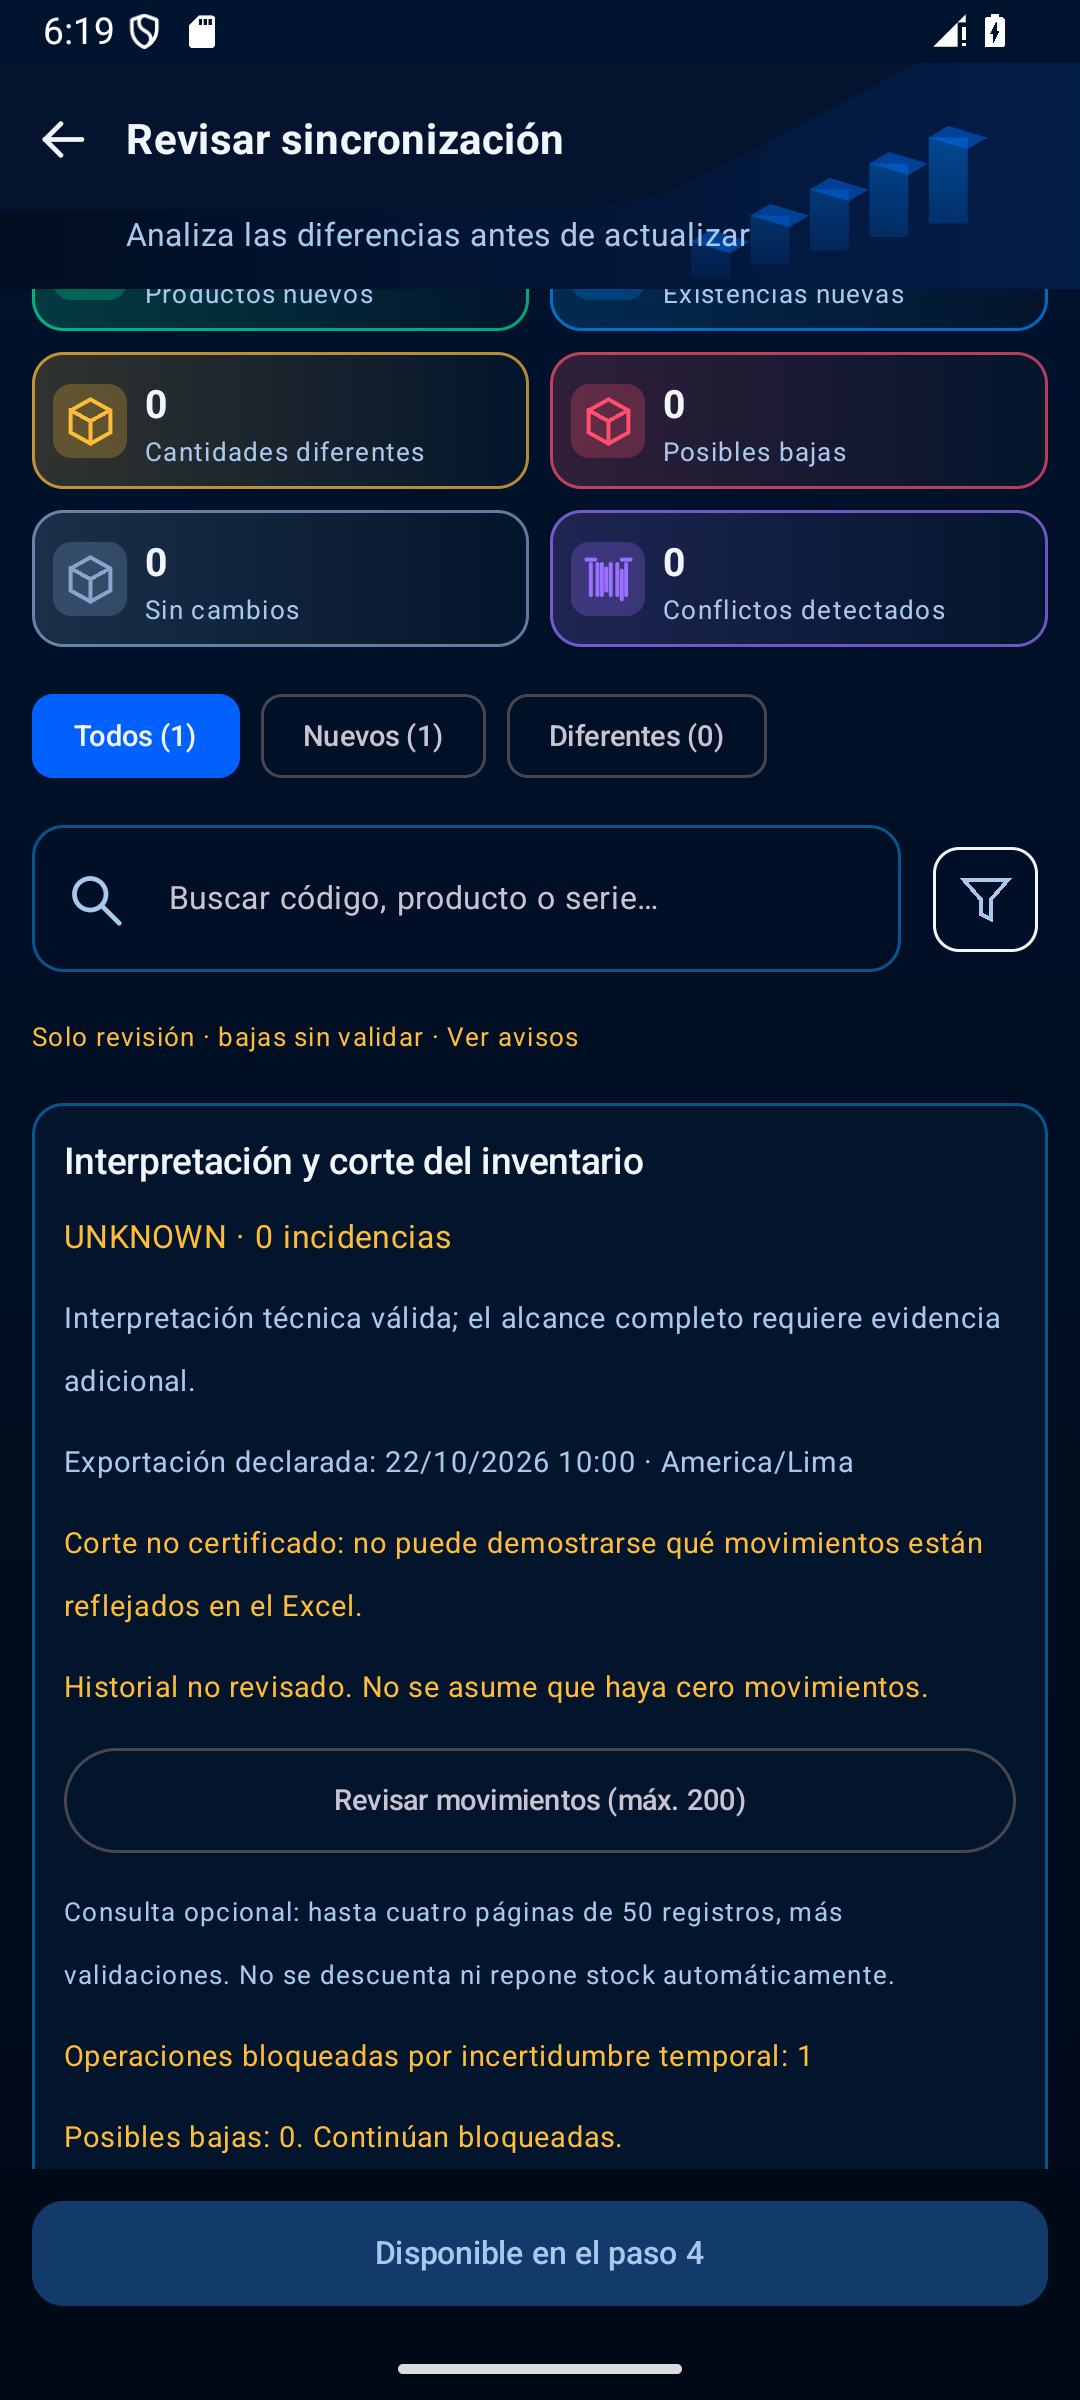 6:19
Revisar sincronización
Analiza las diferencias antes de actualizar
Productos nuevos
Existencias nuevas
0
Cantidades diferentes
0
Posibles bajas
0
Sin cambios
0
Conflictos detectados
Todos (1)
Nuevos (1)
Diferentes (0)
Buscar código, producto o serie…
Solo revisión · bajas sin validar · Ver avisos
Interpretación y corte del inventario
UNKNOWN · 0 incidencias
Interpretación técnica válida; el alcance completo requiere evidencia
adicional.
Exportación declarada: 22/10/2026 10:00 · America/Lima
Corte no certificado: no puede demostrarse qué movimientos están
reflejados en el Excel.
Historial no revisado. No se asume que haya cero movimientos.
Revisar movimientos (máx. 200)
Consulta opcional: hasta cuatro páginas de 50 registros, más
validaciones. No se descuenta ni repone stock automáticamente.
Operaciones bloqueadas por incertidumbre temporal: 1
Posibles bajas: 0. Continúan bloqueadas.
Disponible en el paso 4